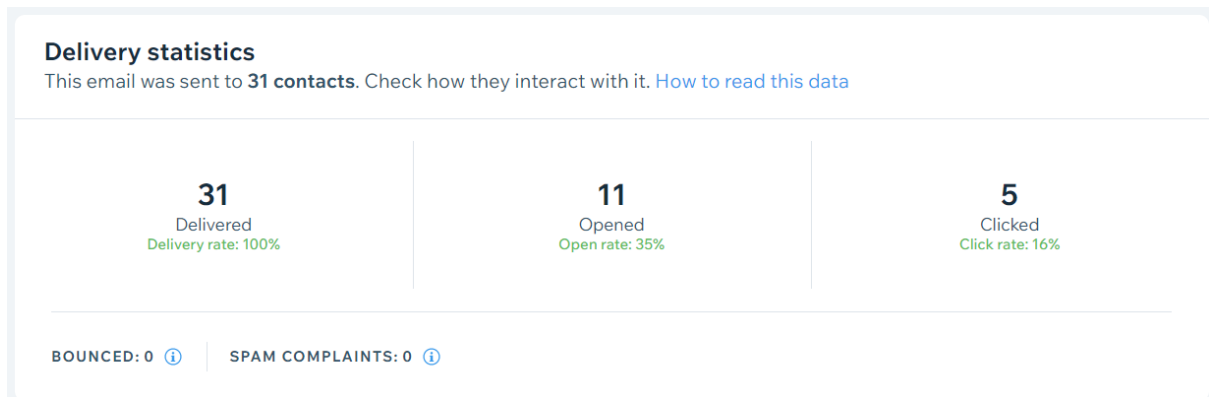 Delivery statistics
This email was sent to 31 contacts. Check how they interact with it. How to read this data
31
Delivered
Delivery rate: 100%
11
Opened
Open rate: 35%
5
Clicked
Click rate: 16%
BOUNCED: 0
SPAM COMPLAINTS: 0